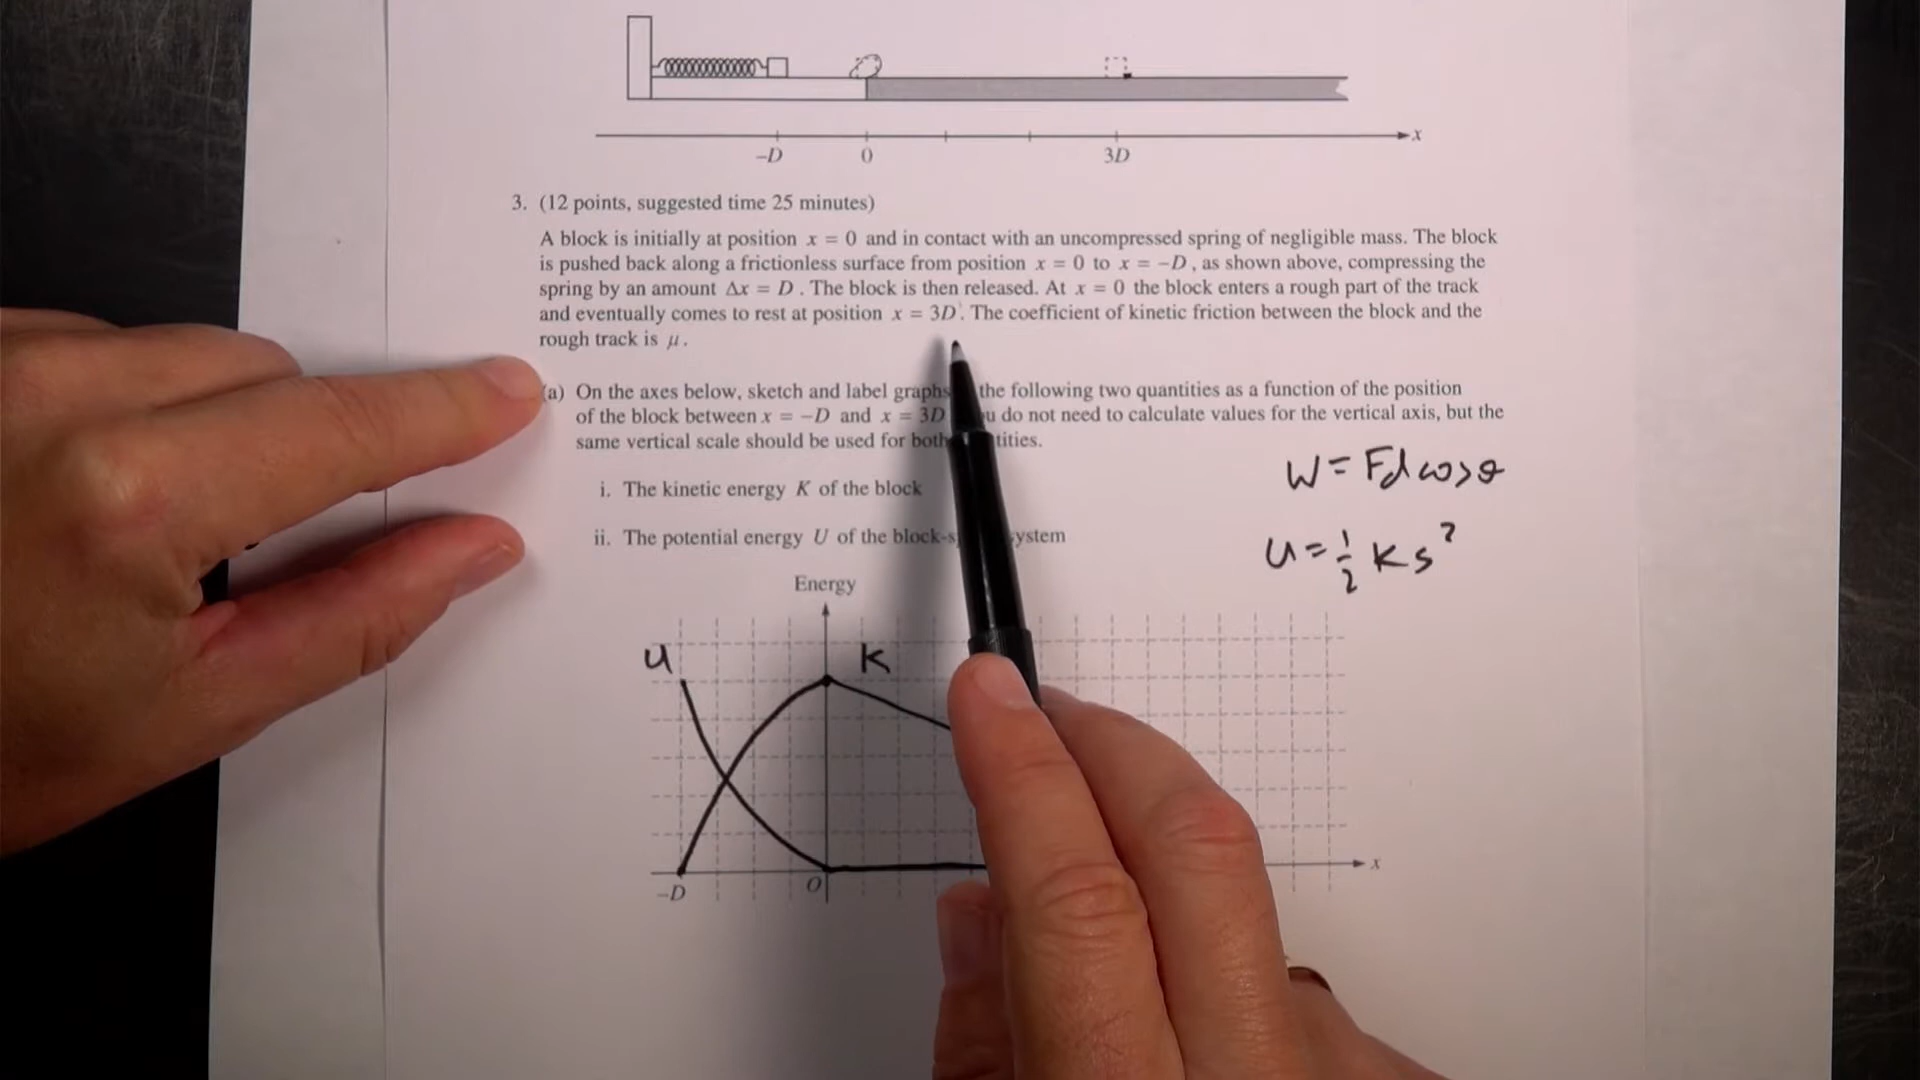 x
-D 0 3D
3. (12 points, suggested time 25 minutes)
A block is initially at position x = 0 and in contact with an uncompressed spring of negligible mass. The block
is pushed back along a frictionless surface from position x = 0 to x = -D, as shown above, compressing the
spring by an amount Δx = D. The block is then released. At x = 0 the block enters a rough part of the track
and eventually comes to rest at position x = 3D. The coefficient of kinetic friction between the block and the
rough track is μ.
(a) On the axes below, sketch and label graphs the following two quantities as a function of the position
of the block between x = -D and x = 3D do not need to calculate values for the vertical axis, but the
same vertical scale should be used for both
W = Fd cos θ
i. The kinetic energy K of the block
ii. The potential energy U of the
U = 1/2 K s²
Energy
U K
x
-D O